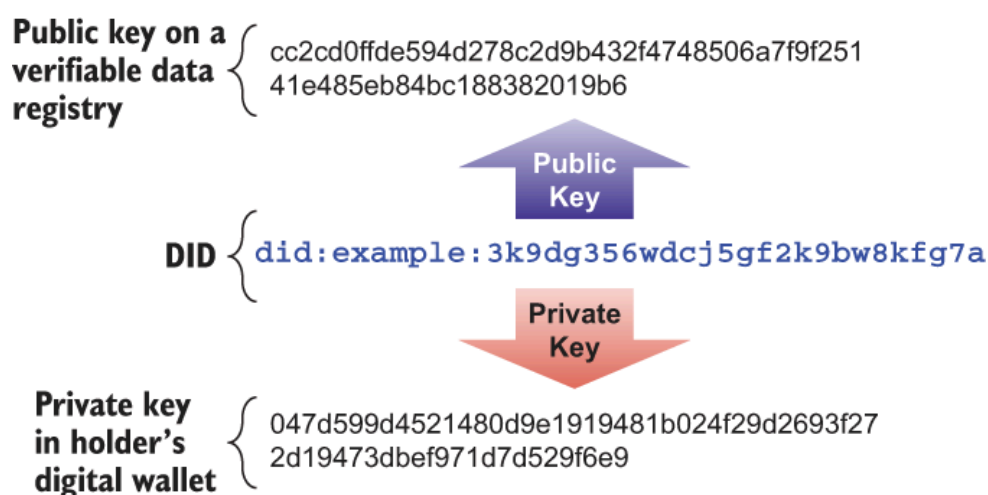 Public key on a
verifiable data
registry
cc2cd0ffde594d278c2d9b432f4748506a7f9f251
41e485eb84bc188382019b6
Public
Key
DID
did:example:3k9dg356wdcj5gf2k9bw8kfg7a
Private
Key
Private key
in holder's
digital wallet
047d599d4521480d9e1919481b024f29d2693f27
2d19473dbef971d7d529f6e9